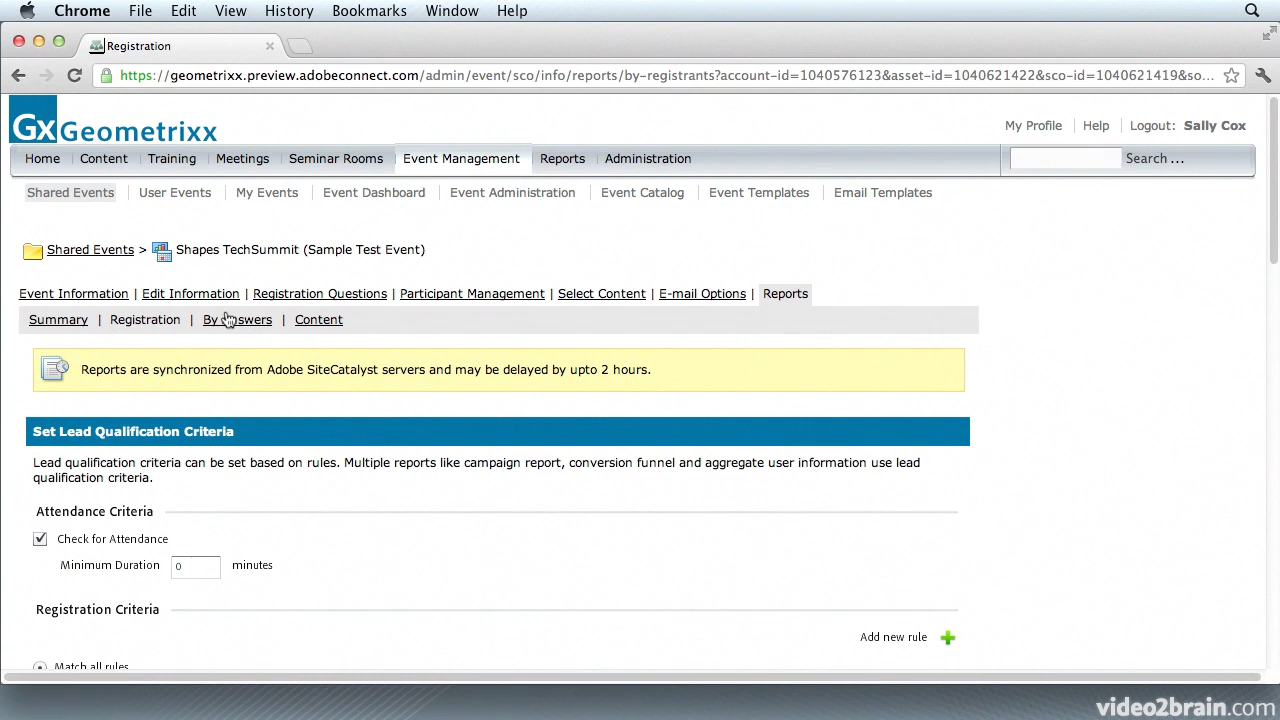 Chrome File Edit View History Bookmarks Window Help
Registration
https://geometrixx.preview.adobeconnect.com/admin/event/sco/info/reports/by-registrants?account-id=1040576123&asset-id=1040621422&sco-id=1040621419&so...
Gx Geometrixx
My Profile Help Logout: Sally Cox
Home Content Training Meetings Seminar Rooms Event Management Reports Administration Search ...
Shared Events User Events My Events Event Dashboard Event Administration Event Catalog Event Templates Email Templates
Shared Events > Shapes TechSummit (Sample Test Event)
Event Information | Edit Information | Registration Questions | Participant Management | Select Content | E-mail Options | Reports
Summary | Registration | By Answers | Content
Reports are synchronized from Adobe SiteCatalyst servers and may be delayed by upto 2 hours.
Set Lead Qualification Criteria
Lead qualification criteria can be set based on rules. Multiple reports like campaign report, conversion funnel and aggregate user information use lead
qualification criteria.
Attendance Criteria
Check for Attendance
Minimum Duration 0 minutes
Registration Criteria
Add new rule
Match all rules
video2brain.com